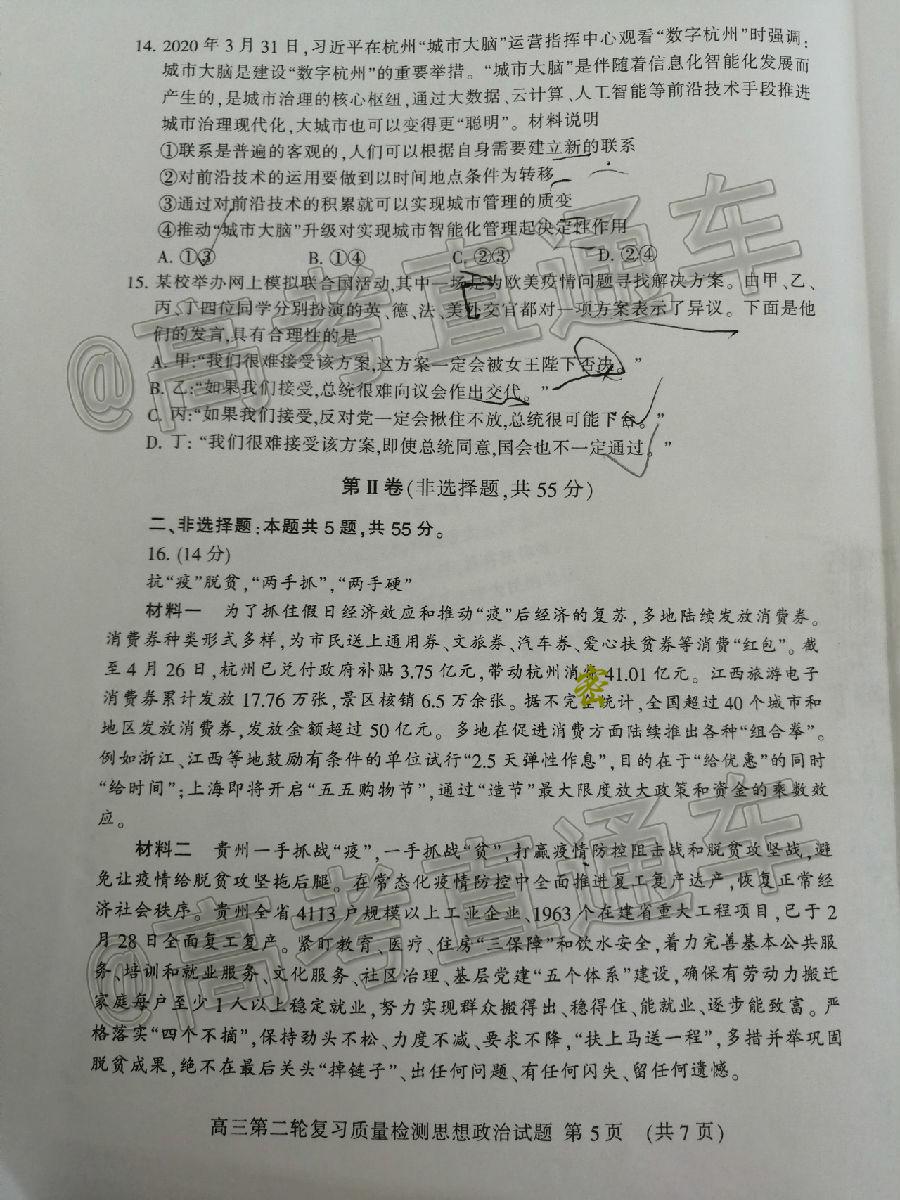 14. 2020 年 3 月 31 日,习近平在杭州“城市大脑”运营指挥中心观看“数字杭州”时强调:
城市大脑是建设“数字杭州”的重要举措。“城市大脑”是伴随着信息化智能化发展而
产生的,是城市治理的核心枢纽,通过大数据、云计算、人工智能等前沿技术手段推进
城市治理现代化,大城市也可以变得更“聪明”。材料说明
①联系是普遍的客观的,人们可以根据自身需要建立新的联系
②对前沿技术的运用要做到以时间地点条件为转移
③通过对前沿技术的积累就可以实现城市管理的质变
④推动“城市大脑”升级对实现城市智能化管理起决定性作用
A. ①③ B. ①④ C. ②③ D. ②④
15. 某校举办网上模拟联合国活动,其中一场是为欧美疫情问题寻找解决方案。由甲、乙、
丙、丁四位同学分别扮演的英、德、法、美外交官都对一项方案表示了异议。下面是他
们的发言,具有合理性的是
A. 甲:“我们很难接受该方案,这方案一定会被女王陛下否决。”
B. 乙:“如果我们接受,总统很难向议会作出交代。”
C. 丙:“如果我们接受,反对党一定会揪住不放,总统很可能下台。”
D. 丁:“我们很难接受该方案,即使总统同意,国会也不一定通过。”
第Ⅱ卷(非选择题,共 55 分)
二、非选择题:本题共 5 题,共 55 分。
16. (14 分)
抗“疫”脱贫,“两手抓”,“两手硬”
材料一 为了抓住假日经济效应和推动“疫”后经济的复苏,多地陆续发放消费券。
消费券种类形式多样,为市民送上通用券、文旅券、汽车券、爱心扶贫券等消费“红包”。截
至 4 月 26 日,杭州已兑付政府补贴 3.75 亿元,带动杭州消费 41.01 亿元。江西旅游电子
消费券累计发放 17.76 万张,景区核销 6.5 万余张。据不完全统计,全国超过 40 个城市和
地区发放消费券,发放金额超过 50 亿元。多地在促进消费方面陆续推出各种“组合拳”。
例如浙江、江西等地鼓励有条件的单位试行“2.5 天弹性作息”,目的在于“给优惠”的同时
“给时间”;上海即将开启“五五购物节”,通过“造节”最大限度放大政策和资金的乘数效
应。
材料二 贵州一手抓战“疫”,一手抓战“贫”,打赢疫情防控阻击战和脱贫攻坚战,避
免让疫情给脱贫攻坚拖后腿。在常态化疫情防控中全面推进复工复产达产,恢复正常经
济社会秩序。贵州全省 4113 户规模以上工业企业、1963 个在建省重大工程项目,已于 2
月 28 日全面复工复产。紧盯教育、医疗、住房“三保障”和饮水安全,着力完善基本公共服
务、培训和就业服务、文化服务、社区治理、基层党建“五个体系”建设,确保有劳动力搬迁
家庭每户至少 1 人以上稳定就业,努力实现群众搬得出、稳得住、能就业、逐步能致富。严
格落实“四个不摘”,保持劲头不松、力度不减、要求不降,“扶上马送一程”,多措并举巩固
脱贫成果,绝不在最后关头“掉链子”、出任何问题、有任何闪失、留任何遗憾。
高三第二轮复习质量检测思想政治试题 第 5 页 (共 7 页)
@高考直通车
@高考直通车
密